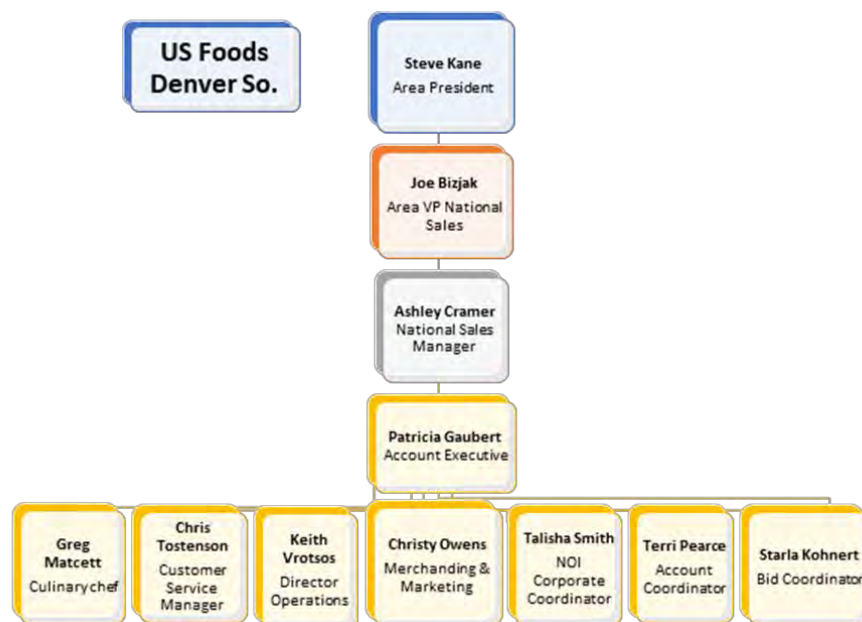 US Foods
Denver So.
Steve Kane
Area President
Joe Bizjak
Area VP National
Sales
Ashley Cramer
National Sales
Manager
Patricia Gaubert
Account Executive
Greg
Matcett
Culinary chef
Chris
Tostenson
Customer
Service
Manager
Keith
Vrotsos
Director
Operations
Christy Owens
Merchanding &
Marketing
Talisha Smith
NOI
Corporate
Coordinator
Terri Pearce
Account
Coordinator
Starla Kohnert
Bid Coordinator